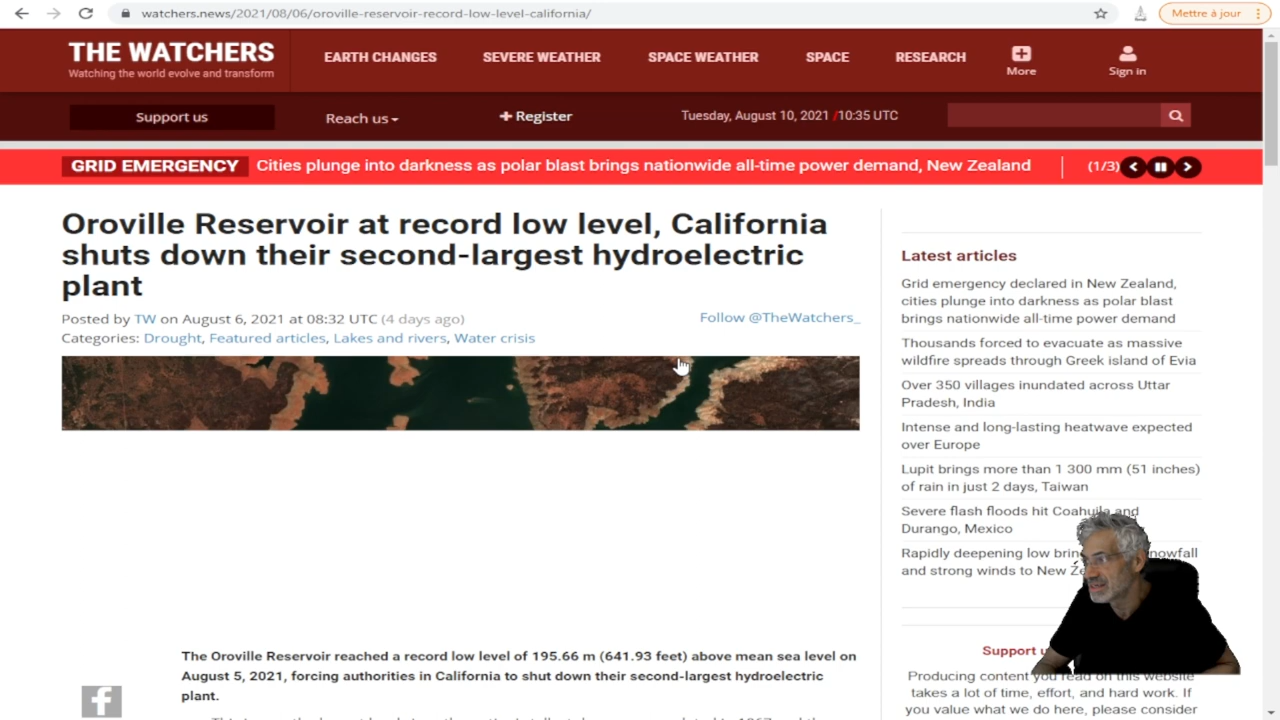 watchers.news/2021/08/06/oroville-reservoir-record-low-level-california/
Mettre à jour
THE WATCHERS
Watching the world evolve and transform
EARTH CHANGES
SEVERE WEATHER
SPACE WEATHER
SPACE
RESEARCH
More
Sign in
Support us
Reach us
Register
Tuesday, August 10, 2021 /10:35 UTC
GRID EMERGENCY
Cities plunge into darkness as polar blast brings nationwide all-time power demand, New Zealand
(1/3)
Oroville Reservoir at record low level, California
shuts down their second-largest hydroelectric
plant
Posted by TW on August 6, 2021 at 08:32 UTC (4 days ago)
Follow @TheWatchers_
Categories: Drought, Featured articles, Lakes and rivers, Water crisis
The Oroville Reservoir reached a record low level of 195.66 m (641.93 feet) above mean sea level on
August 5, 2021, forcing authorities in California to shut down their second-largest hydroelectric
plant.
Latest articles
Grid emergency declared in New Zealand,
cities plunge into darkness as polar blast
brings nationwide all-time power demand
Thousands forced to evacuate as massive
wildfire spreads through Greek island of Evia
Over 350 villages inundated across Uttar
Pradesh, India
Intense and long-lasting heatwave expected
over Europe
Lupit brings more than 1 300 mm (51 inches)
of rain in just 2 days, Taiwan
Severe flash floods hit Coahuila and
Durango, Mexico
Rapidly deepening low
and strong winds to New
Support
Producing content you read on this website
takes a lot of time, effort, and hard work. If
you value what we do here, please consider